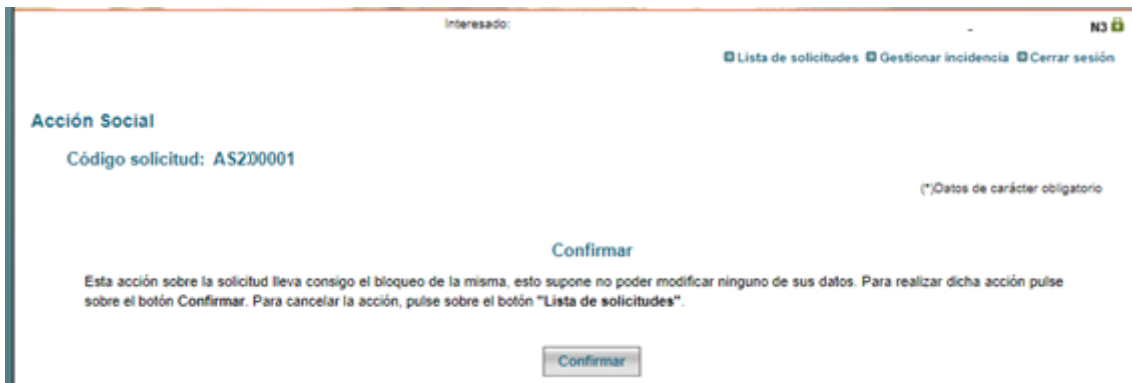 Interesado: - N3
Lista de solicitudes Gestionar incidencia Cerrar sesión
Acción Social
Código solicitud: AS200001
(*)Datos de carácter obligatorio
Confirmar
Esta acción sobre la solicitud lleva consigo el bloqueo de la misma, esto supone no poder modificar ninguno de sus datos. Para realizar dicha acción pulse
sobre el botón Confirmar. Para cancelar la acción, pulse sobre el botón "Lista de solicitudes".
Confirmar